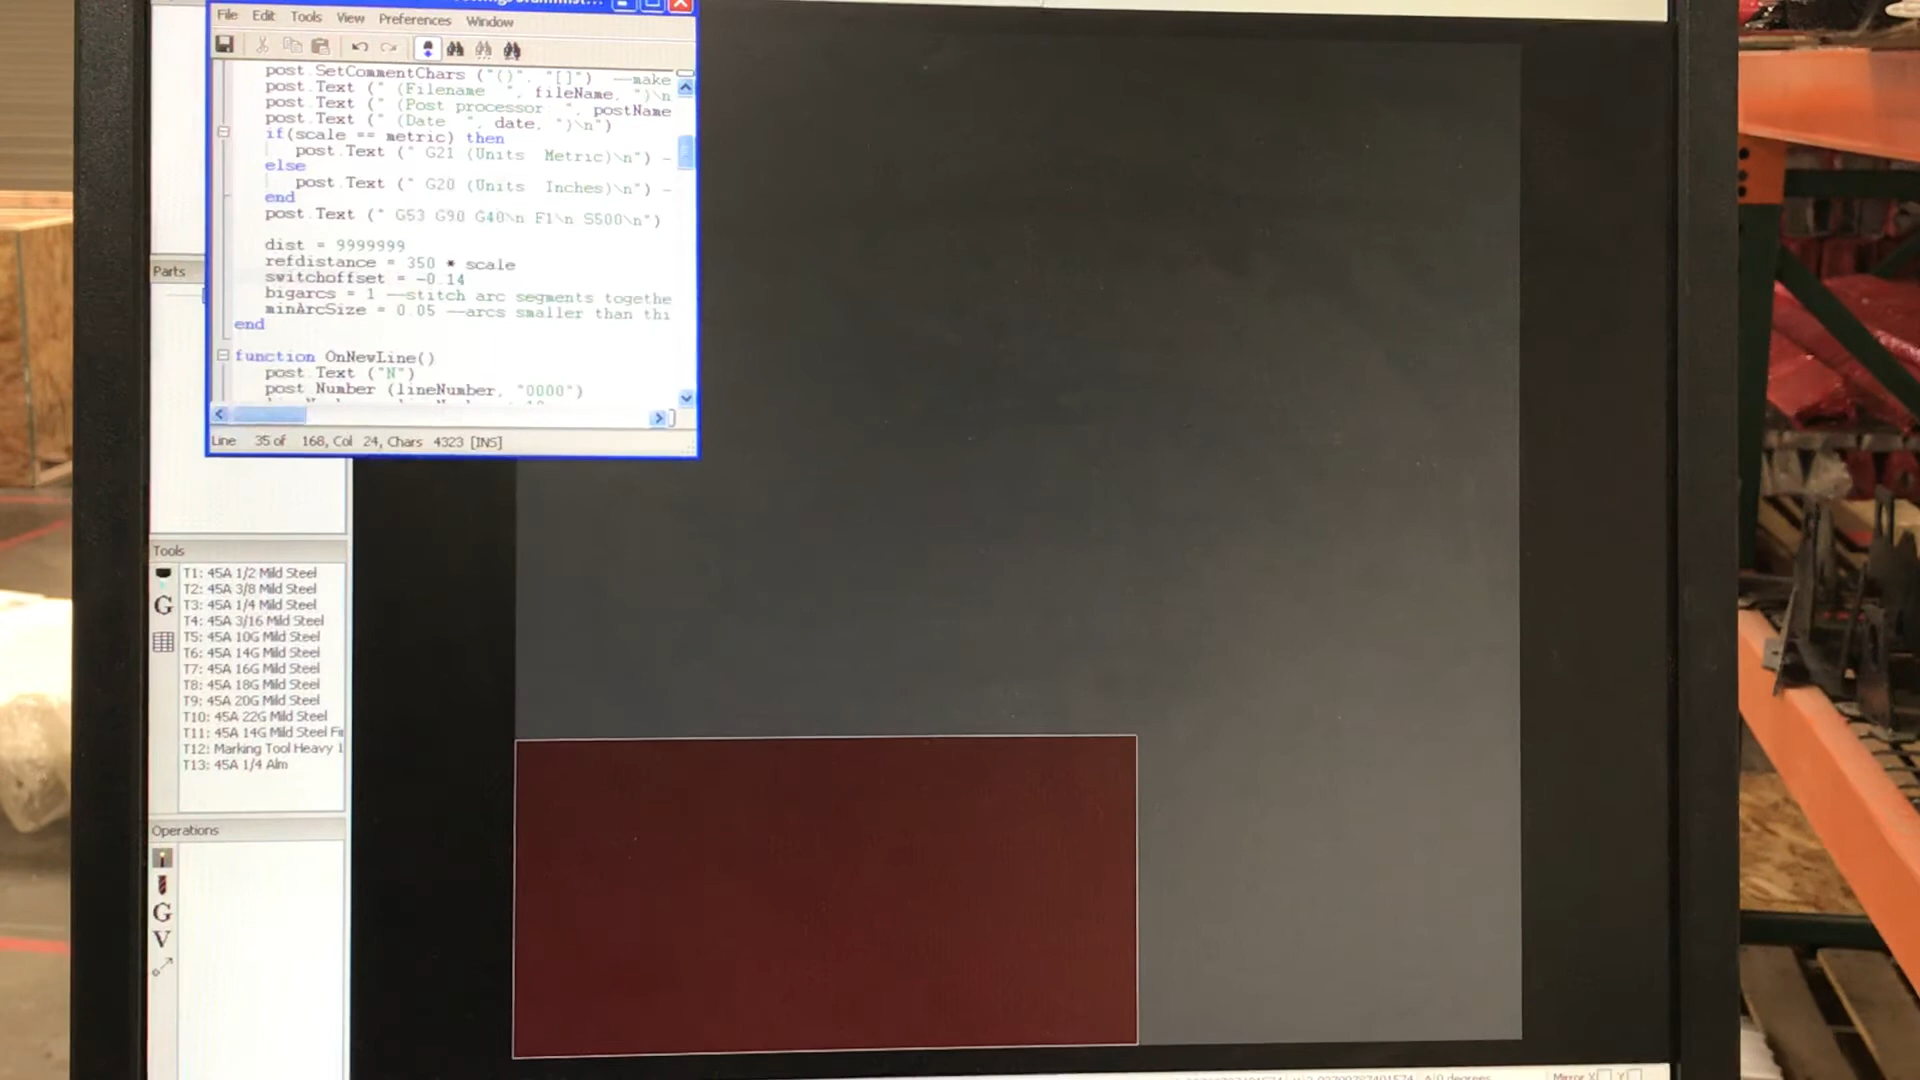 File Edit Tools View Preferences Window
post.SetCommentChars ("()", "[]") --make
post.Text (" (Filename ", fileName, ")\n
post.Text (" (Post processor ", postName
post.Text (" (Date ", date, ")\n")
if(scale == metric) then
post.Text (" G21 (Units Metric)\n") -
else
post.Text (" G20 (Units Inches)\n") -
end
post.Text (" G53 G90 G40\n F1\n S500\n")
dist = 9999999
refdistance = 350 * scale
switchoffset = -0.14
bigarcs = 1 --stitch arc segments togethe
minArcSize = 0.05 --arcs smaller than thi
end
function OnNewLine()
post.Text ("N")
post.Number (lineNumber, "0000")
Line 35 of 168, Col 24, Chars 4323 [INS]
Parts
Tools
T1: 45A 1/2 Mild Steel
T2: 45A 3/8 Mild Steel
T3: 45A 1/4 Mild Steel
T4: 45A 3/16 Mild Steel
T5: 45A 10G Mild Steel
T6: 45A 14G Mild Steel
T7: 45A 16G Mild Steel
T8: 45A 18G Mild Steel
T9: 45A 20G Mild Steel
T10: 45A 22G Mild Steel
T11: 45A 14G Mild Steel Fi
T12: Marking Tool Heavy 1
T13: 45A 1/4 Alm
G
Operations
G
V
degrees
Mirror X Y